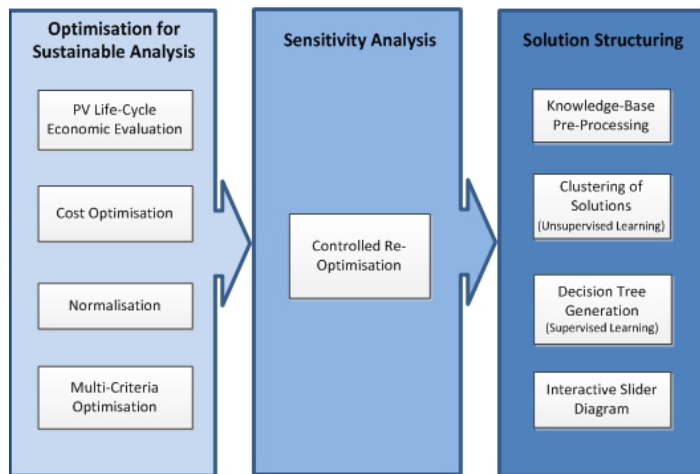 Optimisation for
Sustainable Analysis
PV Life-Cycle
Economic Evaluation
Cost Optimisation
Normalisation
Multi-Criteria
Optimisation
Sensitivity Analysis
Controlled Re-
Optimisation
Solution Structuring
Knowledge-Base
Pre-Processing
Clustering of
Solutions
(Unsupervised Learning)
Decision Tree
Generation
(Supervised Learning)
Interactive Slider
Diagram